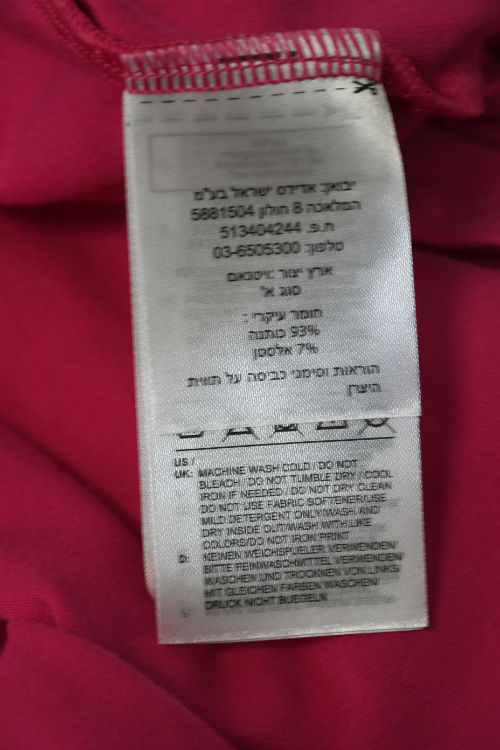 יבואן: אדידס ישראל בע"מ
המלאכה 8 חולון 5881504
ח.פ. 513404244
טלפון: 03-6505300
ארץ יצור: וויטנאם
סוג א'
חומר עיקרי:
93% כותנה
7% אלסטן
הוראות וסימני כביסה על תווית
היצרן
US /
UK: MACHINE WASH COLD / DO NOT
BLEACH / DO NOT TUMBLE DRY / COOL
IRON IF NEEDED / DO NOT DRY CLEAN
DO NOT USE FABRIC SOFTENER/USE
MILD DETERGENT ONLY/WASH AND
DRY INSIDE OUT/WASH WITH LIKE
COLORS/DO NOT IRON PRINT
D: KEINEN WEICHSPUELER VERWENDEN/
BITTE FEINWASCHMITTEL VERWENDEN/
WASCHEN UND TROCKNEN VON LINKS/
MIT GLEICHEN FARBEN WASCHEN/
DRUCK NICHT BUEGELN